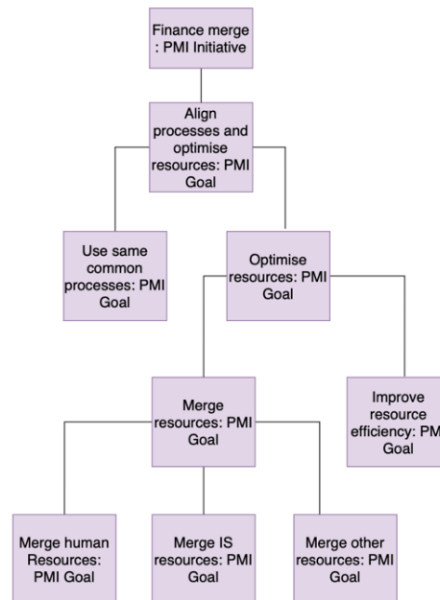 Finance merge
: PMI Initiative
Align
processes and
optimise
resources: PMI
Goal
Use same
common
processes: PMI
Goal
Optimise
resources: PMI
Goal
Merge
resources: PMI
Goal
Improve
resource
efficiency: PM
Goal
Merge human
Resources:
PMI Goal
Merge IS
resources: PMI
Goal
Merge other
resources: PMI
Goal